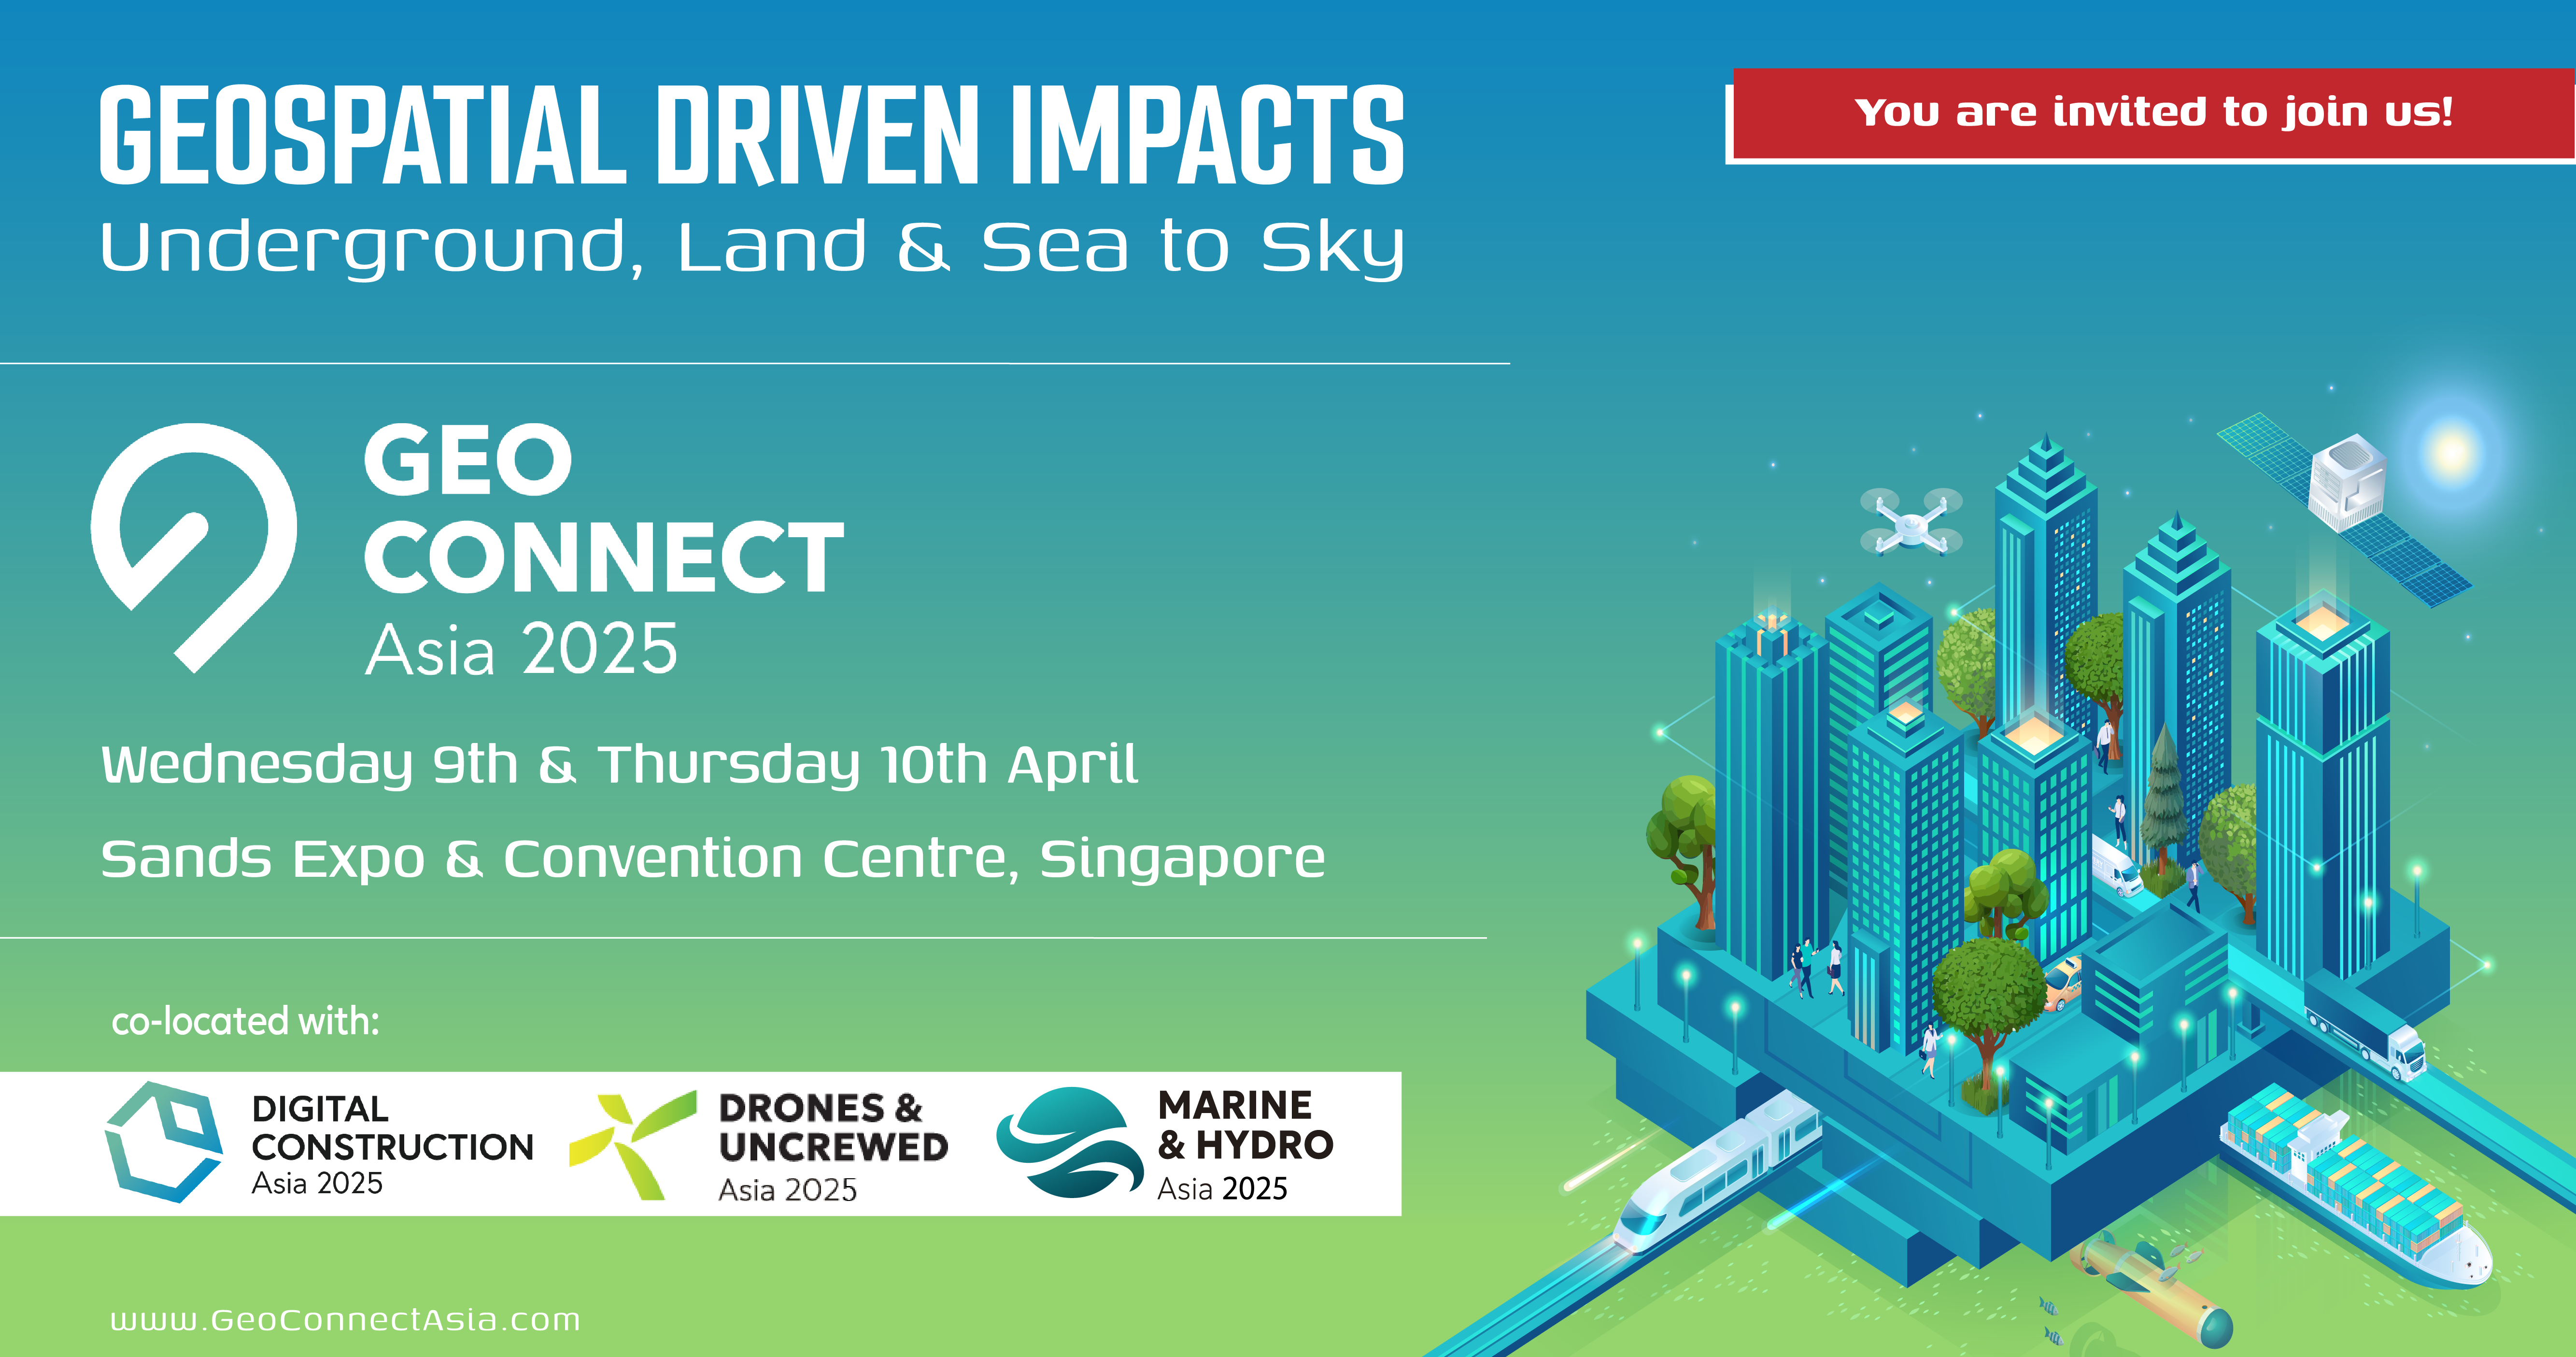 GEOSPATIAL DRIVEN IMPACTS
Underground, Land & Sea to Sky
You are invited to join us!
GEO
CONNECT
Asia 2025
Wednesday 9th & Thursday 10th April
Sands Expo & Convention Centre, Singapore
co-located with:
DIGITAL
CONSTRUCTION
Asia 2025
DRONES &
UNCREWED
Asia 2025
MARINE
& HYDRO
Asia 2025
www.GeoConnectAsia.com